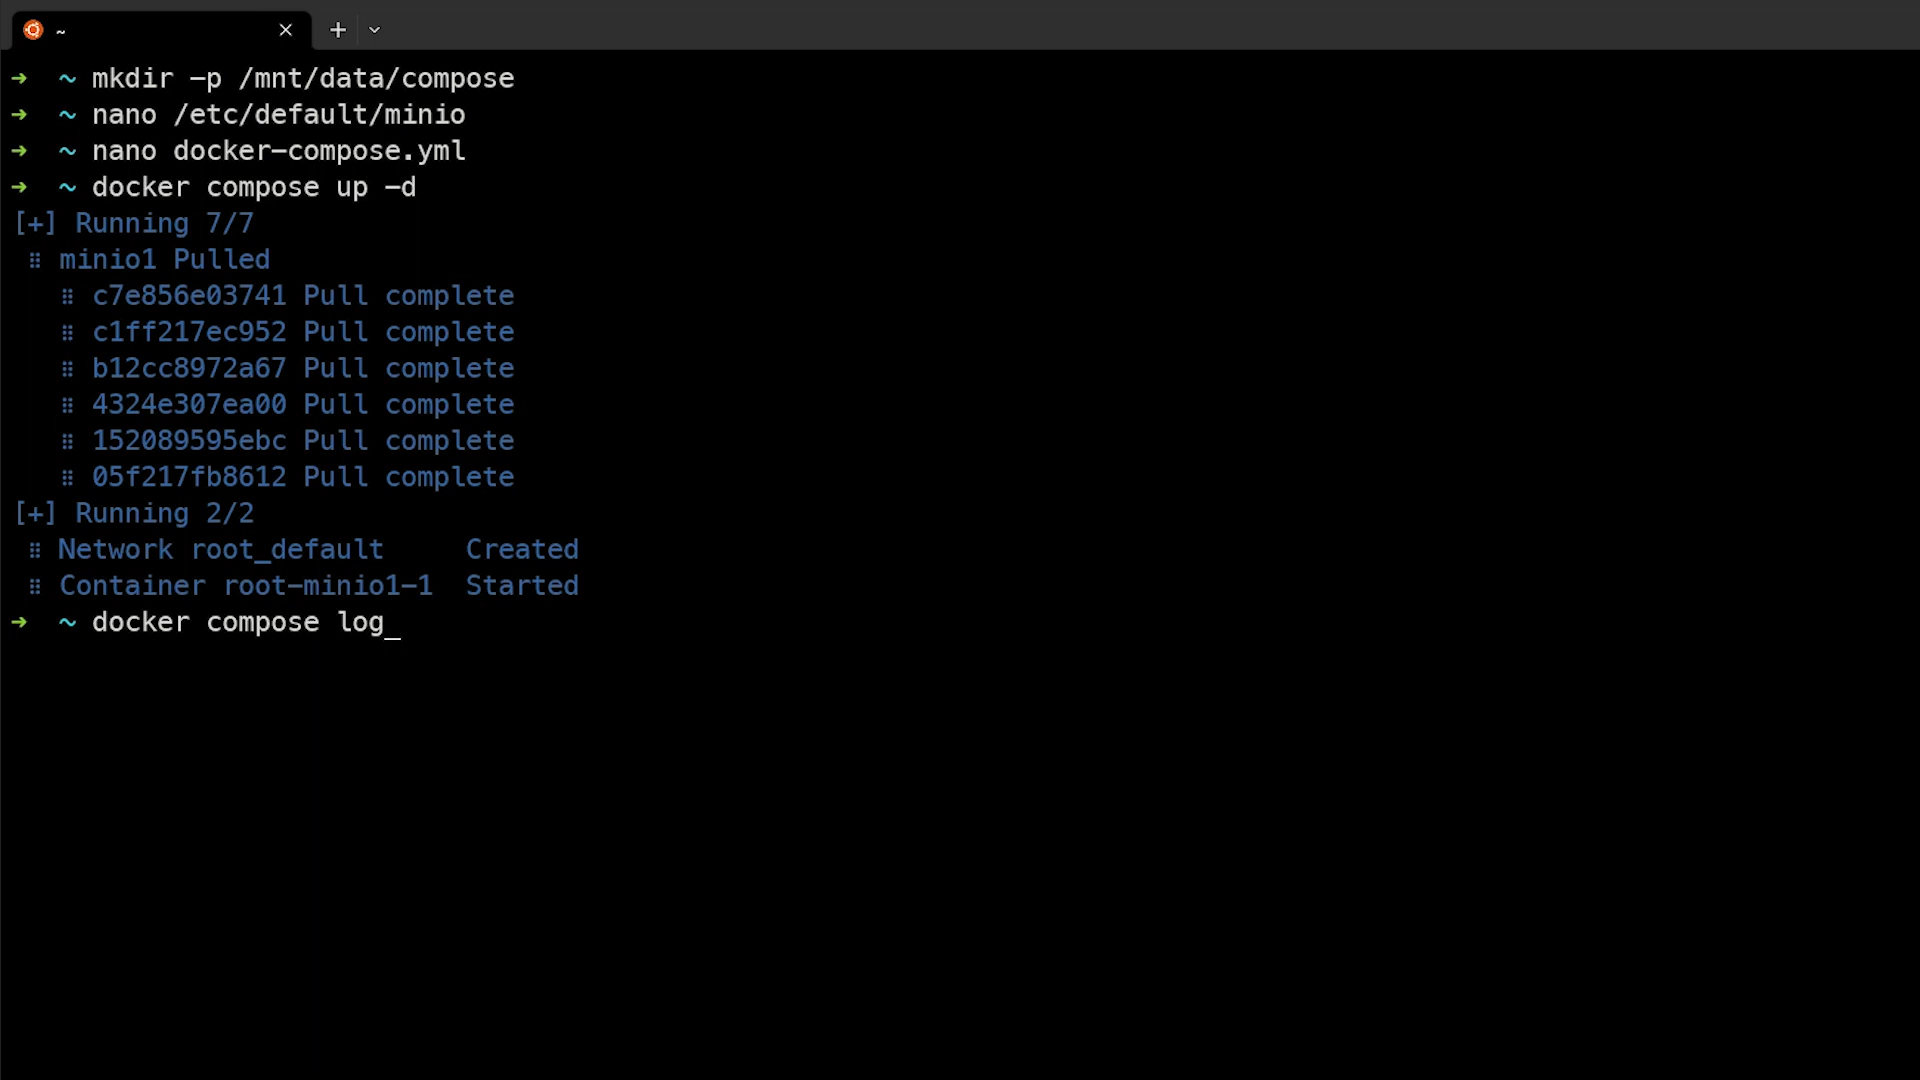 ~
➜ ~ mkdir -p /mnt/data/compose
➜ ~ nano /etc/default/minio
➜ ~ nano docker-compose.yml
➜ ~ docker compose up -d
[+] Running 7/7
⠿ minio1 Pulled
⠿ c7e856e03741 Pull complete
⠿ c1ff217ec952 Pull complete
⠿ b12cc8972a67 Pull complete
⠿ 4324e307ea00 Pull complete
⠿ 152089595ebc Pull complete
⠿ 05f217fb8612 Pull complete
[+] Running 2/2
⠿ Network root_default Created
⠿ Container root-minio1-1 Started
➜ ~ docker compose log_